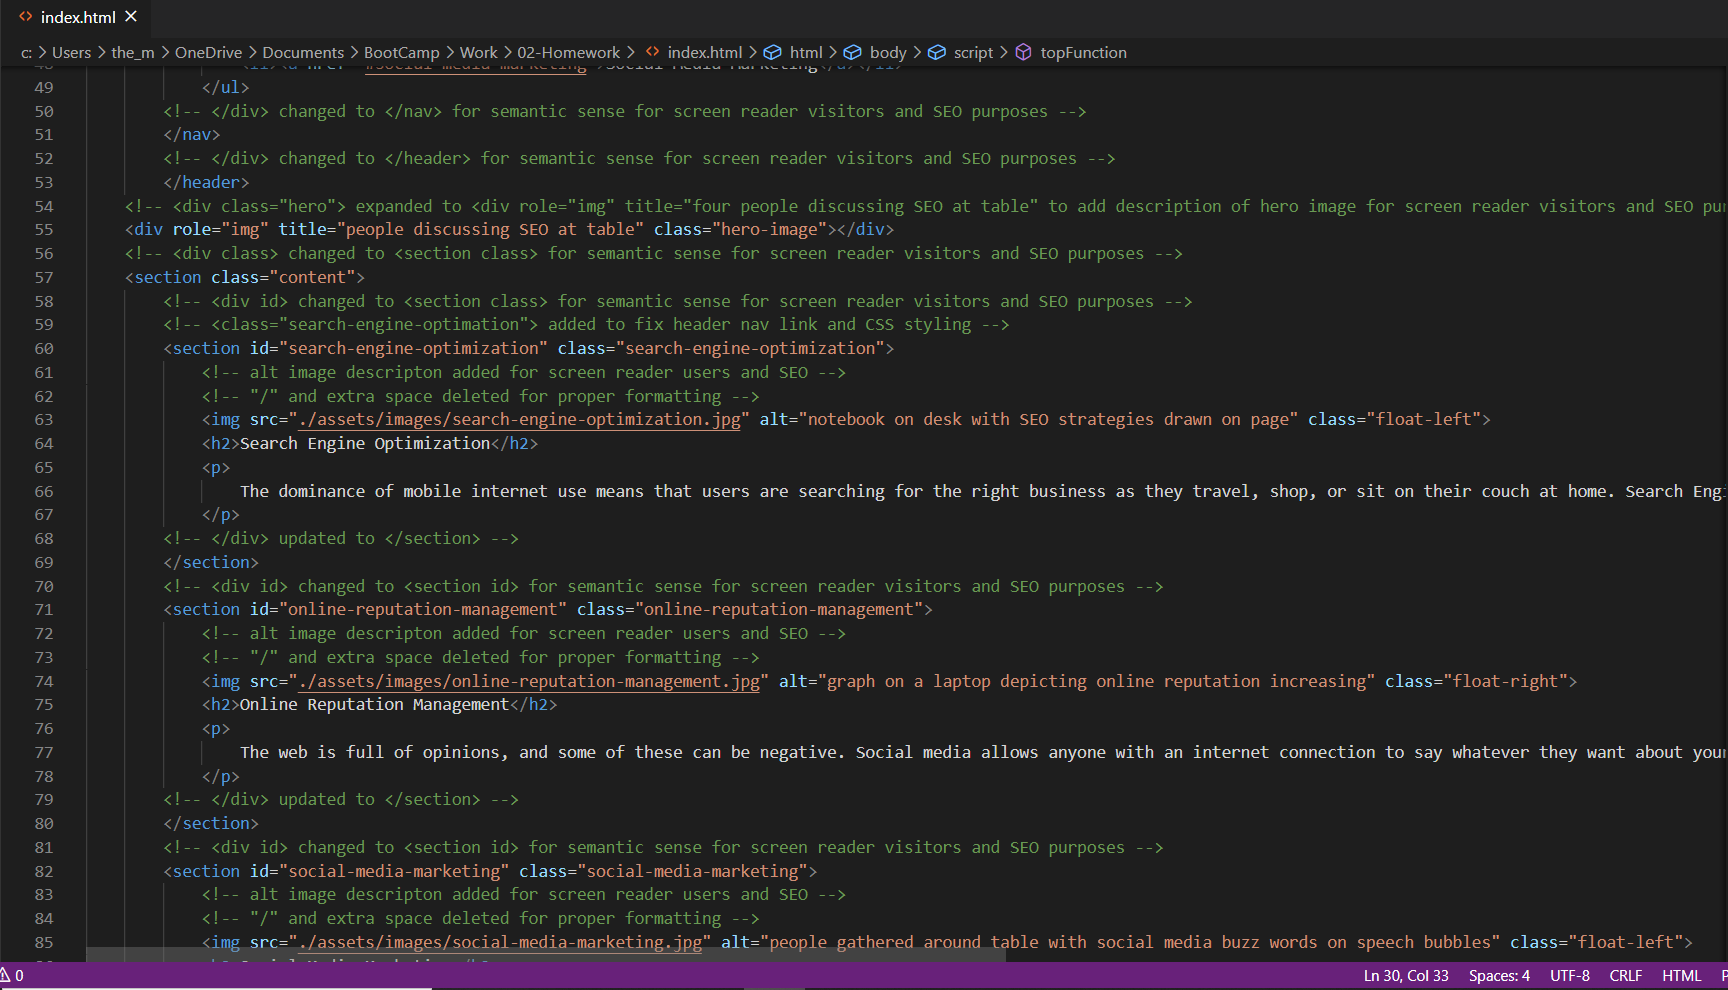 index.html
c: > Users > the_m > OneDrive > Documents > BootCamp > Work > 02-Homework > index.html > html > body > script > topFunction
49 </ul>
50 <!-- </div> changed to </nav> for semantic sense for screen reader visitors and SEO purposes -->
51 </nav>
52 <!-- </div> changed to </header> for semantic sense for screen reader visitors and SEO purposes -->
53 </header>
54 <!-- <div class="hero"> expanded to <div role="img" title="four people discussing SEO at table" to add description of hero image for screen reader visitors and SEO pu
55 <div role="img" title="people discussing SEO at table" class="hero-image"></div>
56 <!-- <div class> changed to <section class> for semantic sense for screen reader visitors and SEO purposes -->
57 <section class="content">
58 <!-- <div id> changed to <section class> for semantic sense for screen reader visitors and SEO purposes -->
59 <!-- <class="search-engine-optimation"> added to fix header nav link and CSS styling -->
60 <section id="search-engine-optimization" class="search-engine-optimization">
61 <!-- alt image descripton added for screen reader users and SEO -->
62 <!-- "/" and extra space deleted for proper formatting -->
63 <img src="./assets/images/search-engine-optimization.jpg" alt="notebook on desk with SEO strategies drawn on page" class="float-left">
64 <h2>Search Engine Optimization</h2>
65 <p>
66 The dominance of mobile internet use means that users are searching for the right business as they travel, shop, or sit on their couch at home. Search Eng
67 </p>
68 <!-- </div> updated to </section> -->
69 </section>
70 <!-- <div id> changed to <section id> for semantic sense for screen reader visitors and SEO purposes -->
71 <section id="online-reputation-management" class="online-reputation-management">
72 <!-- alt image descripton added for screen reader users and SEO -->
73 <!-- "/" and extra space deleted for proper formatting -->
74 <img src="./assets/images/online-reputation-management.jpg" alt="graph on a laptop depicting online reputation increasing" class="float-right">
75 <h2>Online Reputation Management</h2>
76 <p>
77 The web is full of opinions, and some of these can be negative. Social media allows anyone with an internet connection to say whatever they want about your
78 </p>
79 <!-- </div> updated to </section> -->
80 </section>
81 <!-- <div id> changed to <section id> for semantic sense for screen reader visitors and SEO purposes -->
82 <section id="social-media-marketing" class="social-media-marketing">
83 <!-- alt image descripton added for screen reader users and SEO -->
84 <!-- "/" and extra space deleted for proper formatting -->
85 <img src="./assets/images/social-media-marketing.jpg" alt="people gathered around table with social media buzz words on speech bubbles" class="float-left">
0 Ln 30, Col 33 Spaces: 4 UTF-8 CRLF HTML P